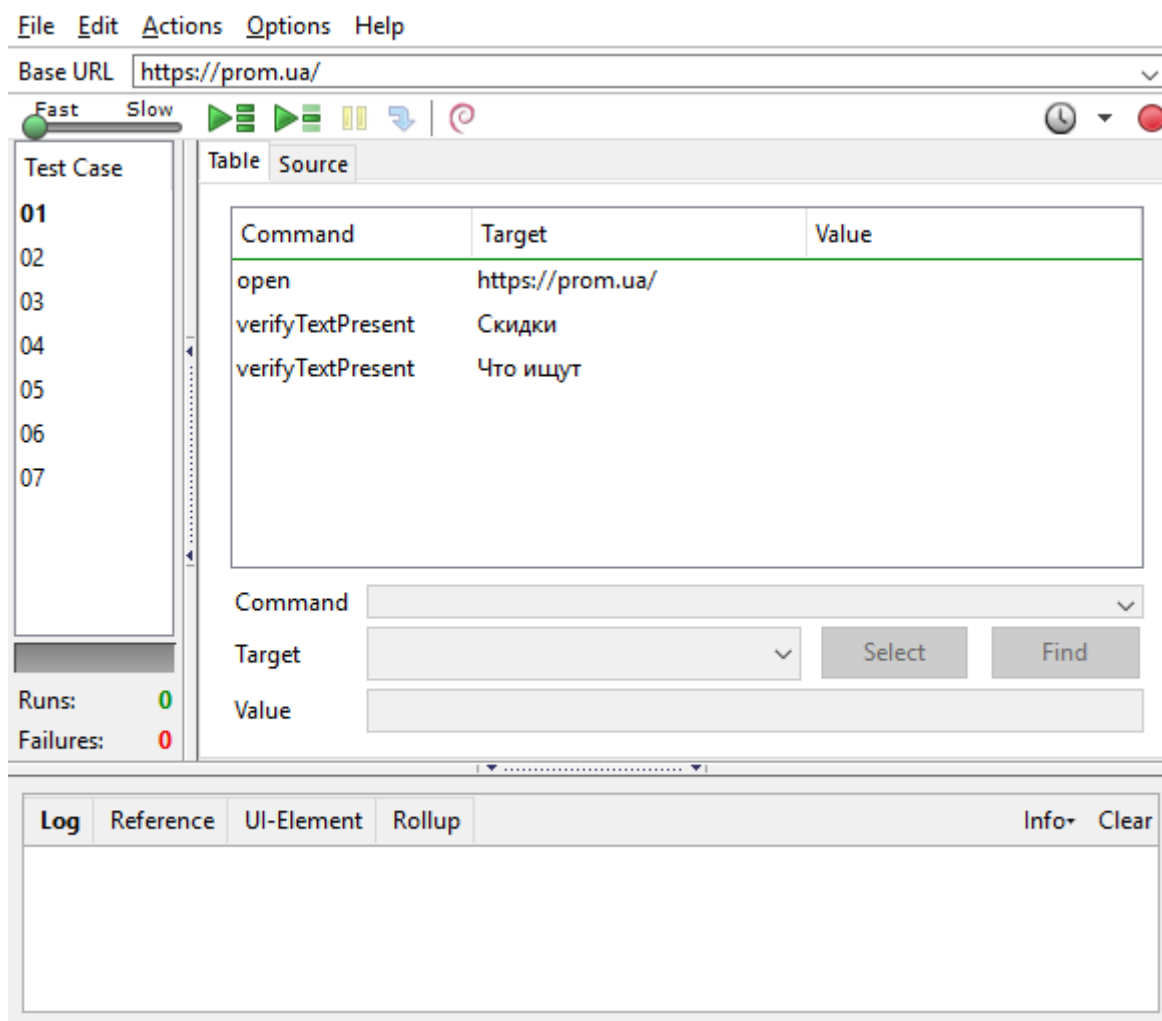 File Edit Actions Options Help
Base URL https://prom.ua/
Fast Slow
Test Case
01
02
03
04
05
06
07
Runs: 0
Failures: 0
Table Source
Command Target Value
open https://prom.ua/
verifyTextPresent Скидки
verifyTextPresent Что ищут
Command
Target Select Find
Value
Log Reference UI-Element Rollup Info Clear